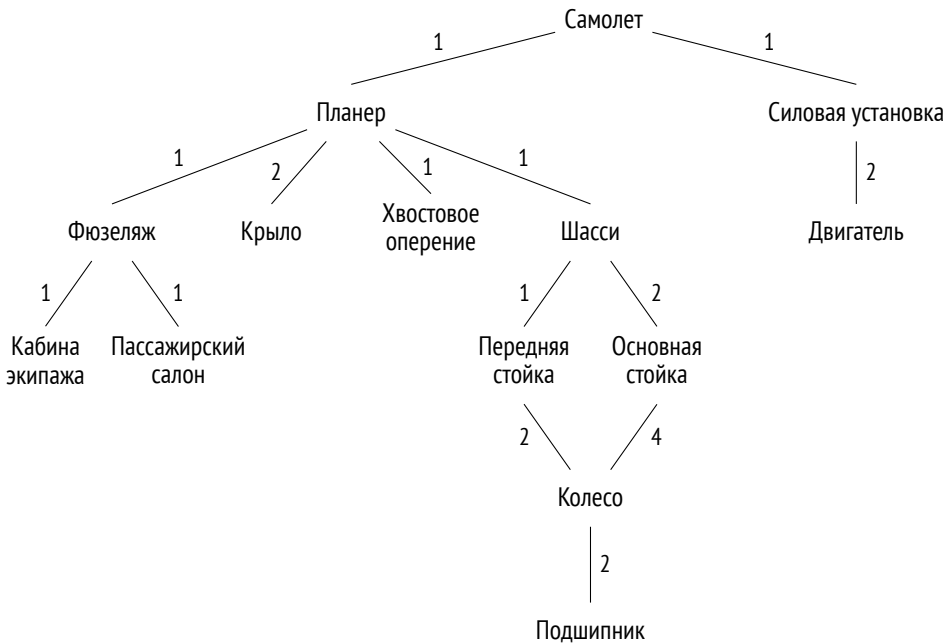 Самолет
1
1
Планер
Силовая установка
1
2
1
1
2
Фюзеляж
Крыло
Хвостовое
оперение
Шасси
Двигатель
1
1
1
2
Кабина
экипажа
Пассажирский
салон
Передняя
стойка
Основная
стойка
2
4
Колесо
2
Подшипник